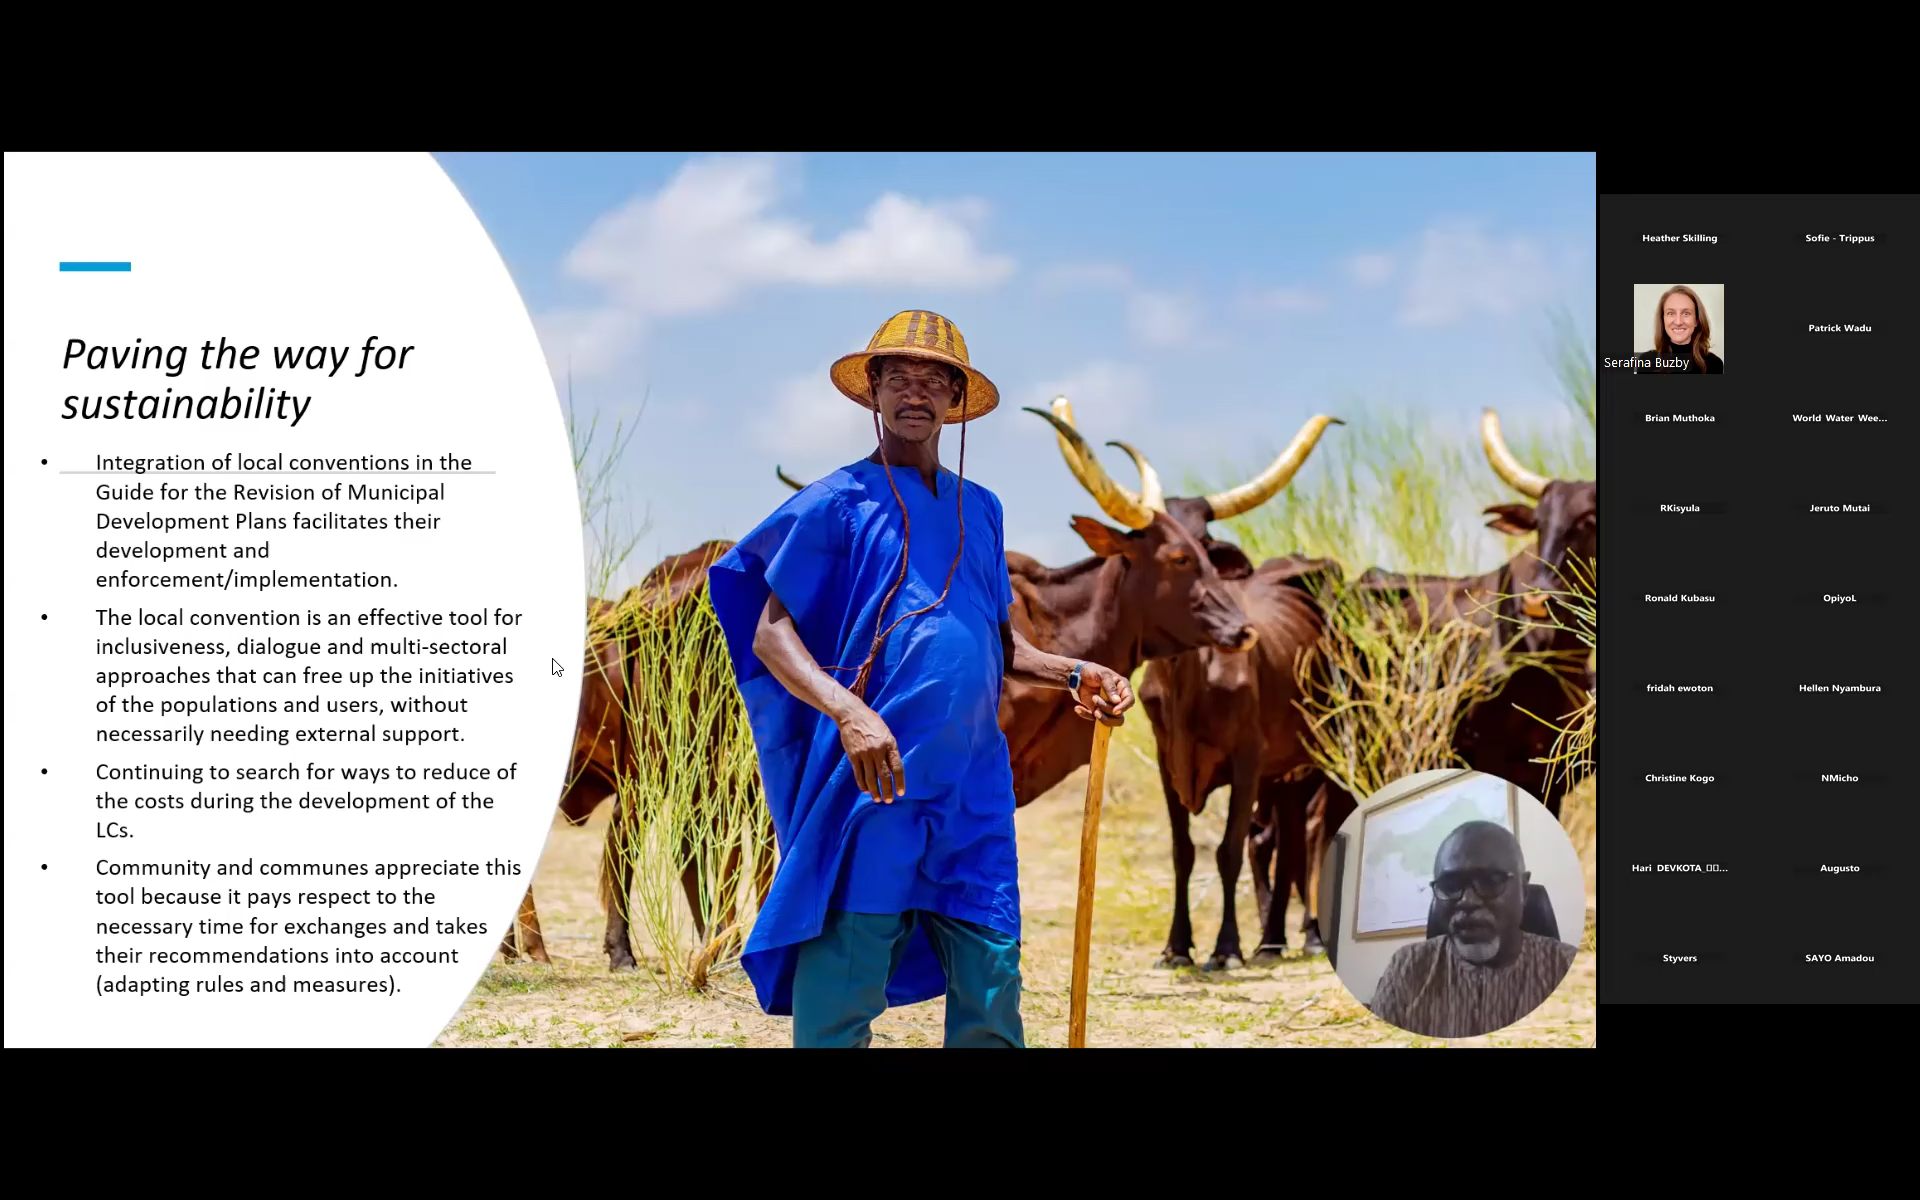 Paving the way for
sustainability
• Integration of local conventions in the
Guide for the Revision of Municipal
Development Plans facilitates their
development and
enforcement/implementation.
• The local convention is an effective tool for
inclusiveness, dialogue and multi-sectoral
approaches that can free up the initiatives
of the populations and users, without
necessarily needing external support.
• Continuing to search for ways to reduce of
the costs during the development of the
LCs.
• Community and communes appreciate this
tool because it pays respect to the
necessary time for exchanges and takes
their recommendations into account
(adapting rules and measures).
Heather Skilling
Sofie - Trippus
Serafina Buzby
Patrick Wadu
Brian Muthoka
World Water Wee...
RKisyula
Jeruto Mutai
Ronald Kubasu
OpiyoL
fridah ewoton
Hellen Nyambura
Christine Kogo
NMicho
Hari DEVKOTA_▯▯...
Augusto
Styvers
SAYO Amadou